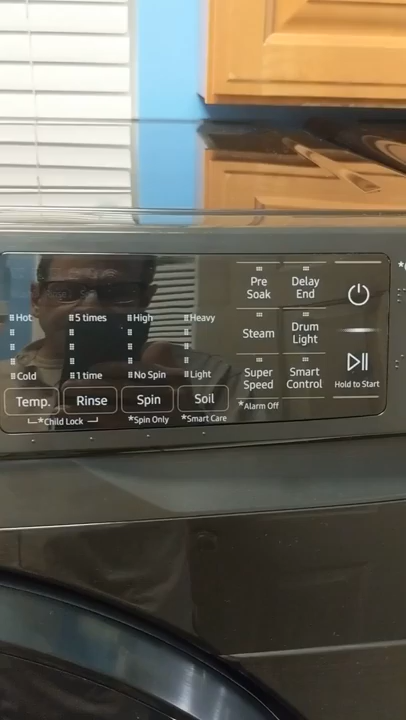 Hot
5 times
High
Heavy
Cold
1 time
No Spin
Light
Temp.
Rinse
Spin
Soil
*Child Lock
*Spin Only
*Smart Care
Pre
Soak
Delay
End
Steam
Drum
Light
Super
Speed
Smart
Control
*Alarm Off
Hold to Start